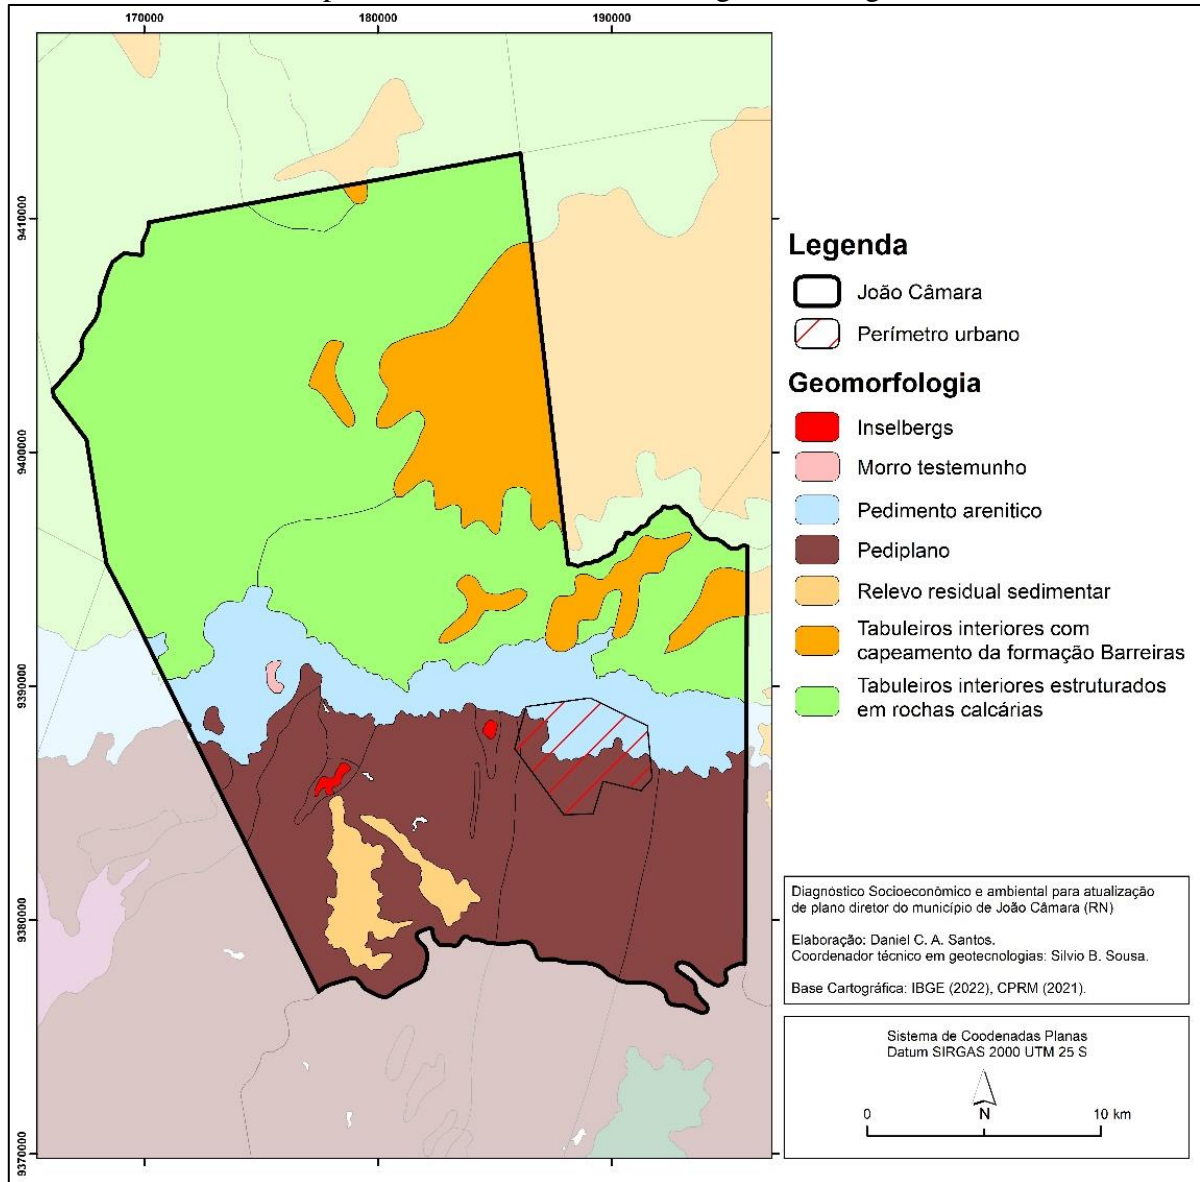 170000
180000
190000
9410000
9400000
9390000
9380000
9370000
Legenda
João Câmara
Perímetro urbano
Geomorfologia
Inselbergs
Morro testemunho
Pedimento arenitico
Pediplano
Relevo residual sedimentar
Tabuleiros interiores com
capeamento da formação Barreiras
Tabuleiros interiores estruturados
em rochas calcárias
Diagnóstico Socioeconômico e ambiental para atualização
de plano diretor do município de João Câmara (RN)
Elaboração: Daniel C. A. Santos.
Coordenador técnico em geotecnologias: Silvio B. Sousa.
Base Cartográfica: IBGE (2022), CPRM (2021).
Sistema de Coodenadas Planas
Datum SIRGAS 2000 UTM 25 S
0 N 10 km